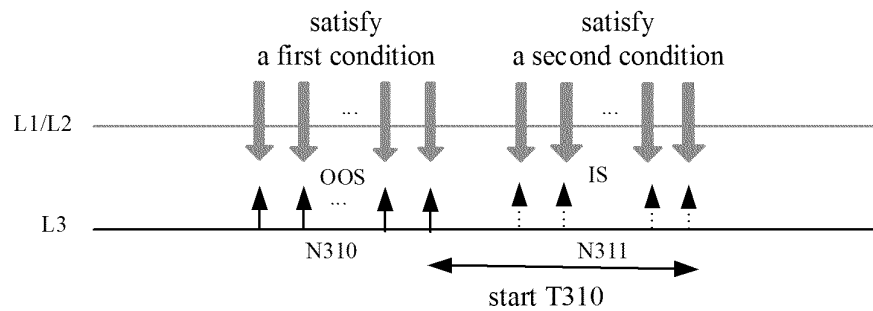 satisfy
a first condition
satisfy
a second condition
...
...
L1/L2
OOS
IS
...
L3
N310
N311
start T310